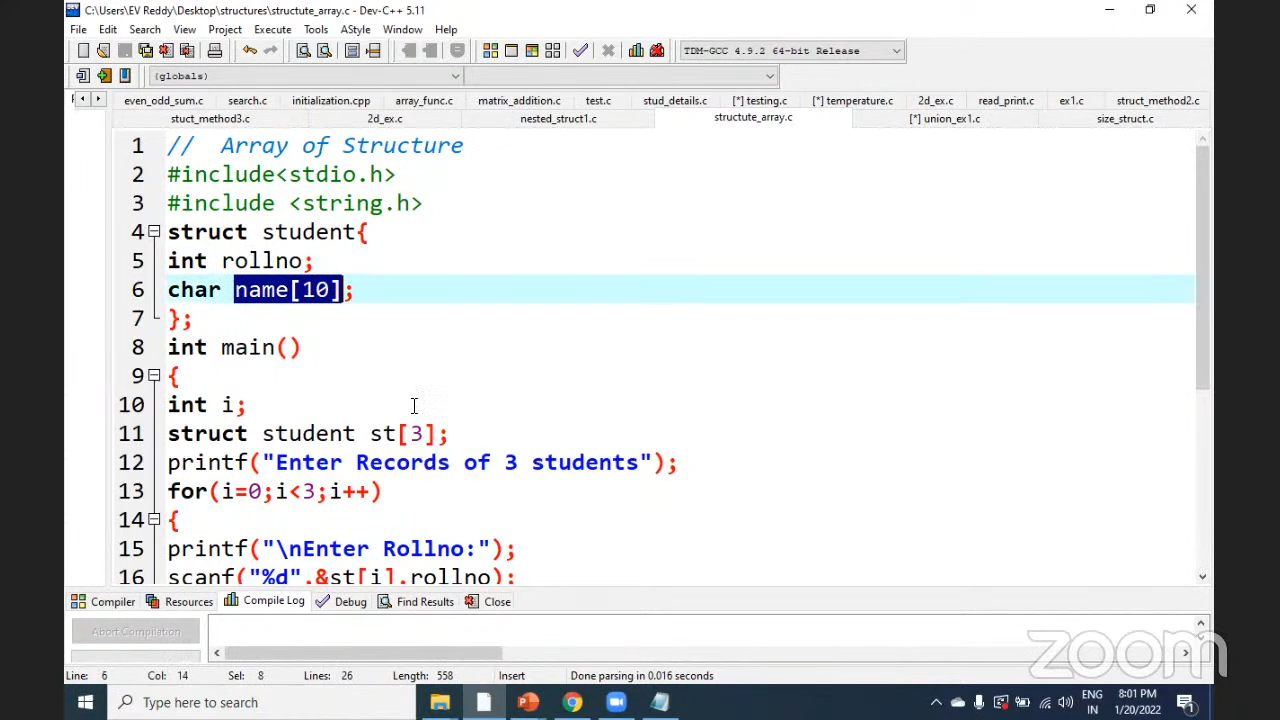 C:\Users\EV Reddy\Desktop\structures\structute_array.c - Dev-C++ 5.11
File Edit Search View Project Execute Tools AStyle Window Help
TDM-GCC 4.9.2 64-bit Release
(globals)
even_odd_sum.c search.c initialization.cpp array_func.c matrix_addition.c test.c stud_details.c [*] testing.c [*] temperature.c 2d_ex.c read_print.c ex1.c struct_method2.c
stuct_method3.c 2d_ex.c nested_struct1.c structute_array.c [*] union_ex1.c size_struct.c
1 // Array of Structure
2 #include<stdio.h>
3 #include <string.h>
4 struct student{
5 int rollno;
6 char name[10];
7 };
8 int main()
9 {
10 int i;
11 struct student st[3];
12 printf("Enter Records of 3 students");
13 for(i=0;i<3;i++)
14 {
15 printf("\nEnter Rollno:");
16 scanf("%d",&st[i].rollno);
Compiler Resources Compile Log Debug Find Results Close
Abort Compilation
Line: 6 Col: 14 Sel: 8 Lines: 26 Length: 558 Insert Done parsing in 0.016 seconds
zoom
Type here to search
ENG
IN
8:01 PM
1/20/2022
1